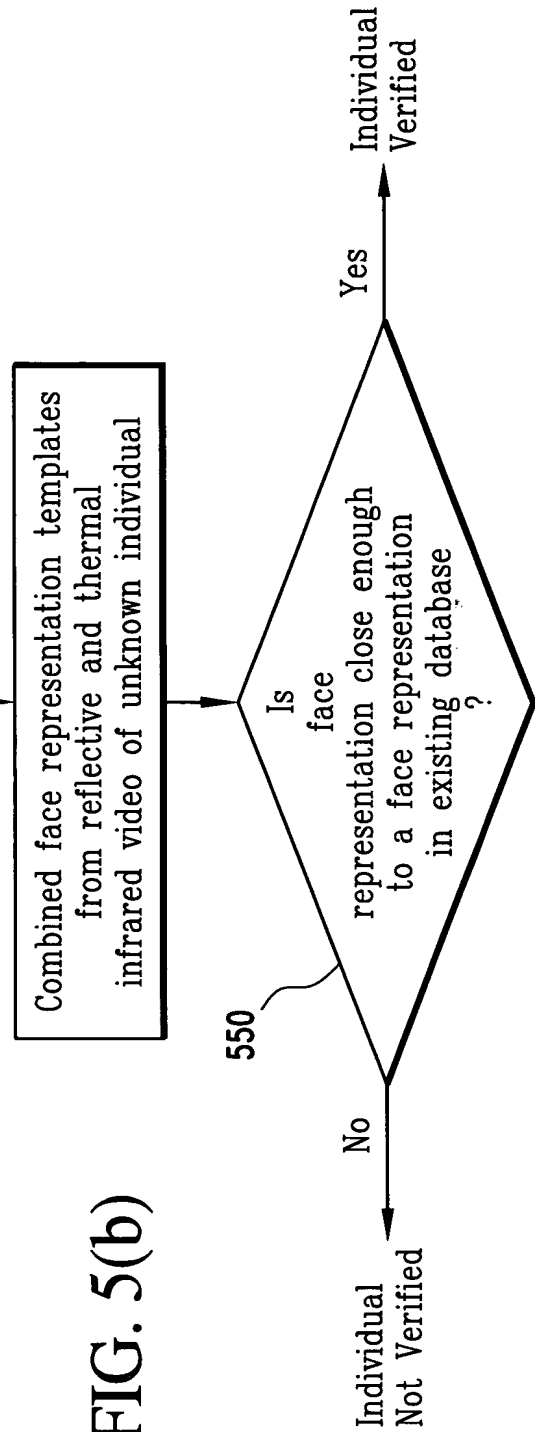 Combined face representation templates
from reflective and thermal
infrared video of unknown individual
550
Is
face
representation close enough
to a face representation
in existing database
?
No
Individual
Not Verified
Yes
Individual
Verified
FIG. 5(b)